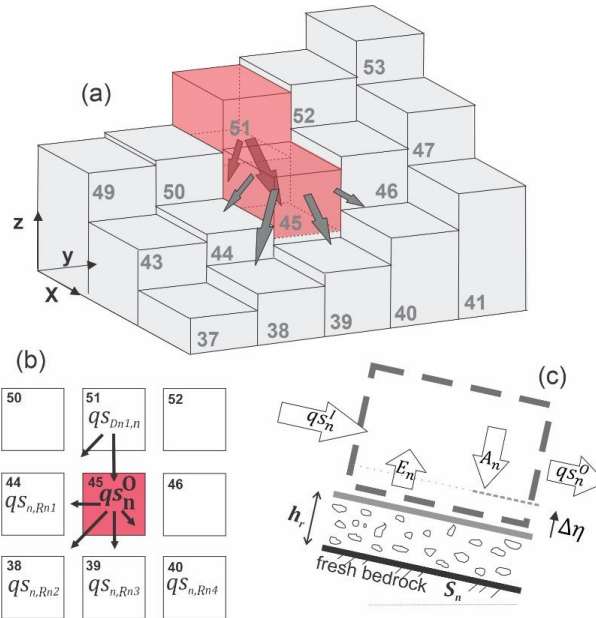 (a)
53
52
51
47
46
49
50
45
z
y
x
43
44
41
40
39
38
37
(b)
50
51
qs_{Dn1,n}
52
44
qs_{n,Rn1}
45
qs_n^O
46
38
qs_{n,Rn2}
39
qs_{n,Rn3}
40
qs_{n,Rn4}
(c)
qs_n^I
E_n
A_n
qs_n^O
h_r
Δη
fresh bedrock
S_n